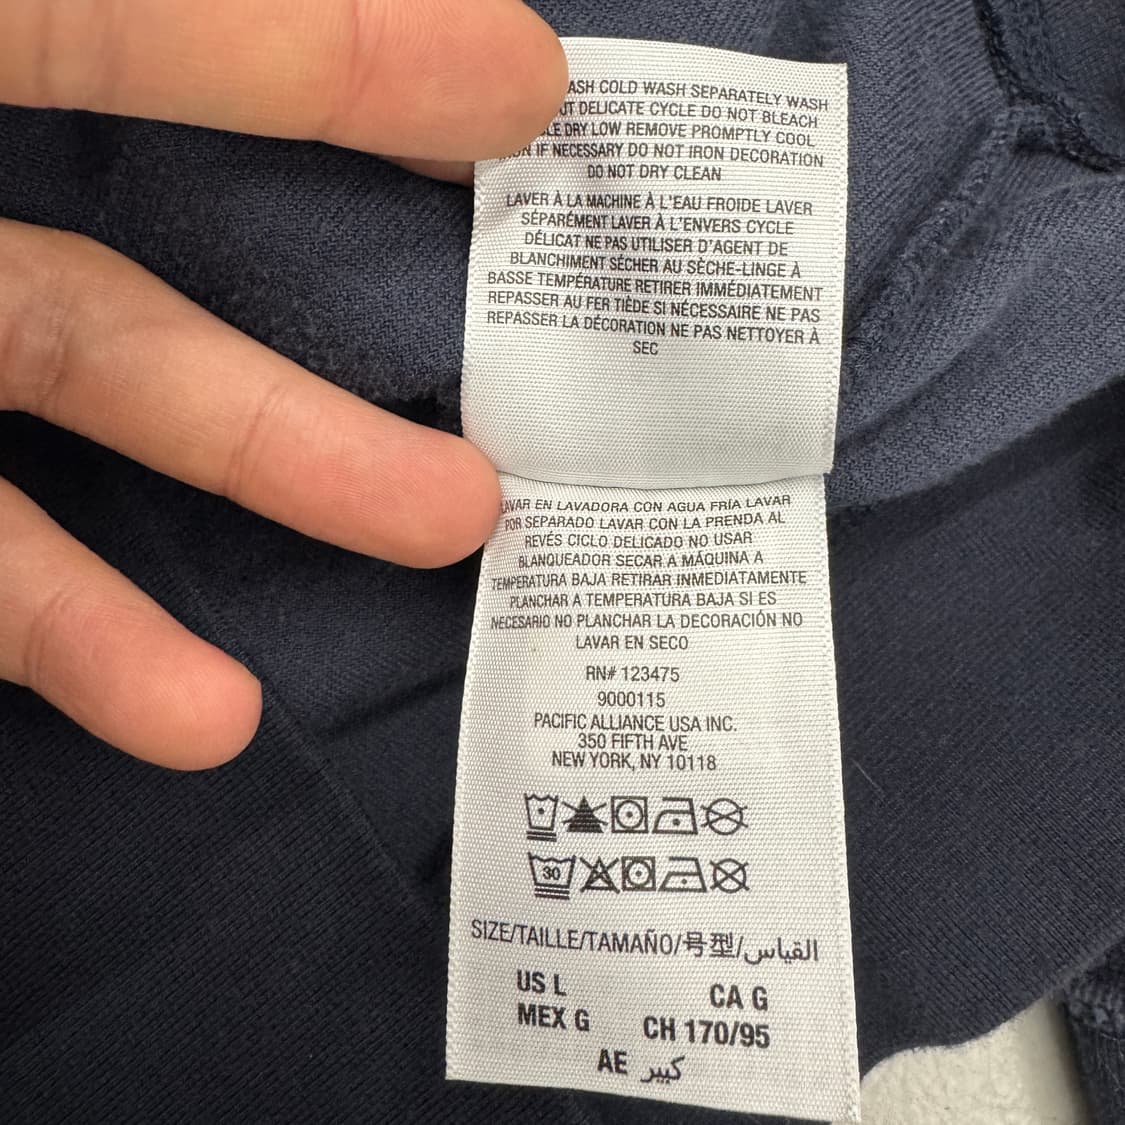 ASH COLD WASH SEPARATELY WASH
UT DELICATE CYCLE DO NOT BLEACH
LE DRY LOW REMOVE PROMPTLY COOL
ON IF NECESSARY DO NOT IRON DECORATION
DO NOT DRY CLEAN
LAVER À LA MACHINE À L'EAU FROIDE LAVER
SÉPARÉMENT LAVER À L'ENVERS CYCLE
DÉLICAT NE PAS UTILISER D'AGENT DE
BLANCHIMENT SÉCHER AU SÈCHE-LINGE À
BASSE TEMPÉRATURE RETIRER IMMÉDIATEMENT
REPASSER AU FER TIÈDE SI NÉCESSAIRE NE PAS
REPASSER LA DÉCORATION NE PAS NETTOYER À
SEC
LAVAR EN LAVADORA CON AGUA FRÍA LAVAR
POR SEPARADO LAVAR CON LA PRENDA AL
REVÉS CICLO DELICADO NO USAR
BLANQUEADOR SECAR A MÁQUINA A
TEMPERATURA BAJA RETIRAR INMEDIATAMENTE
PLANCHAR A TEMPERATURA BAJA SI ES
NECESARIO NO PLANCHAR LA DECORACIÓN NO
LAVAR EN SECO
RN# 123475
9000115
PACIFIC ALLIANCE USA INC.
350 FIFTH AVE
NEW YORK, NY 10118
30
SIZE/TAILLE/TAMAÑO/号型/القياس
US L CA G
MEX G CH 170/95
AE كبير